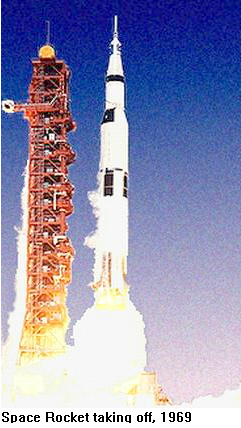 Space Rocket taking off, 1969